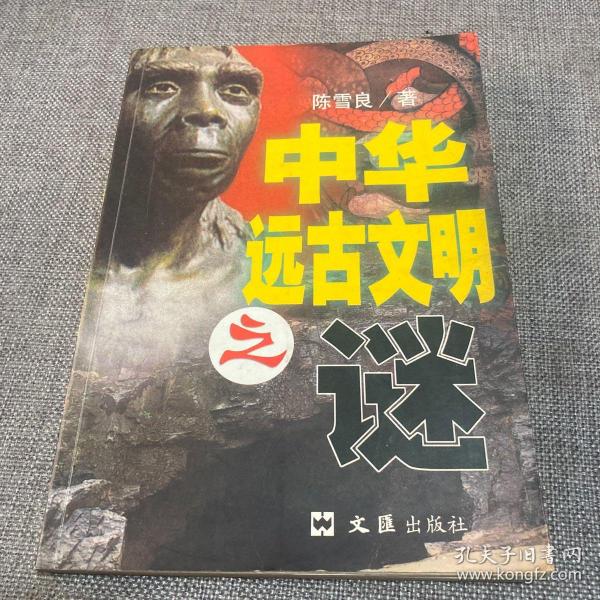 陈雪良/著
中华
远古文明
之
谜
文匯出版社
孔夫子旧书网
www.kongfz.com